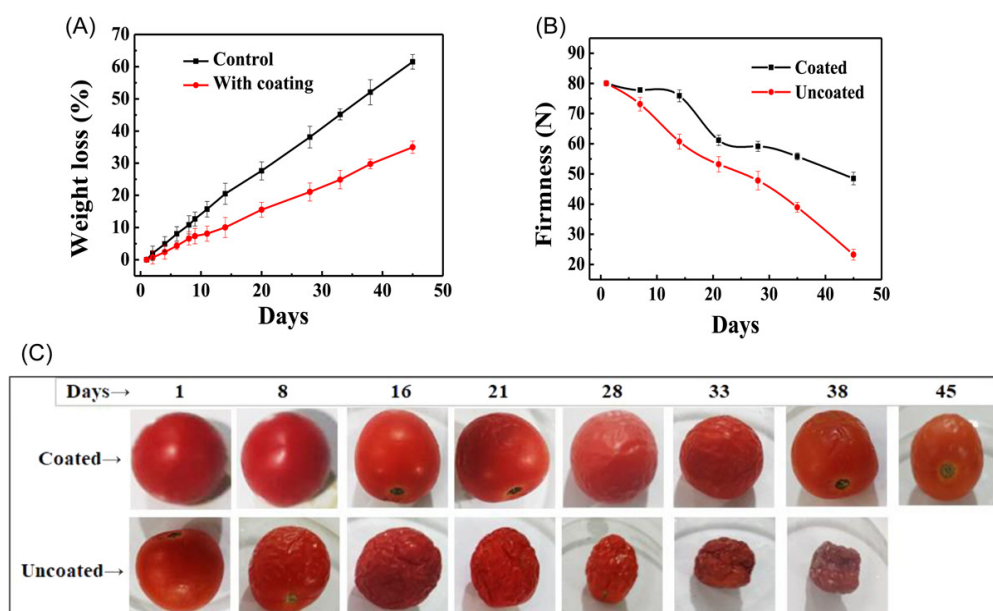 (A)
70
60
50
40
30
20
10
0
Weight loss (%)
Control
With coating
0 10 20 30 40 50
Days
(B)
90
80
70
60
50
40
30
20
Firmness (N)
Coated
Uncoated
0 10 20 30 40 50
Days
(C)
Days→ 1 8 16 21 28 33 38 45
Coated→
Uncoated→